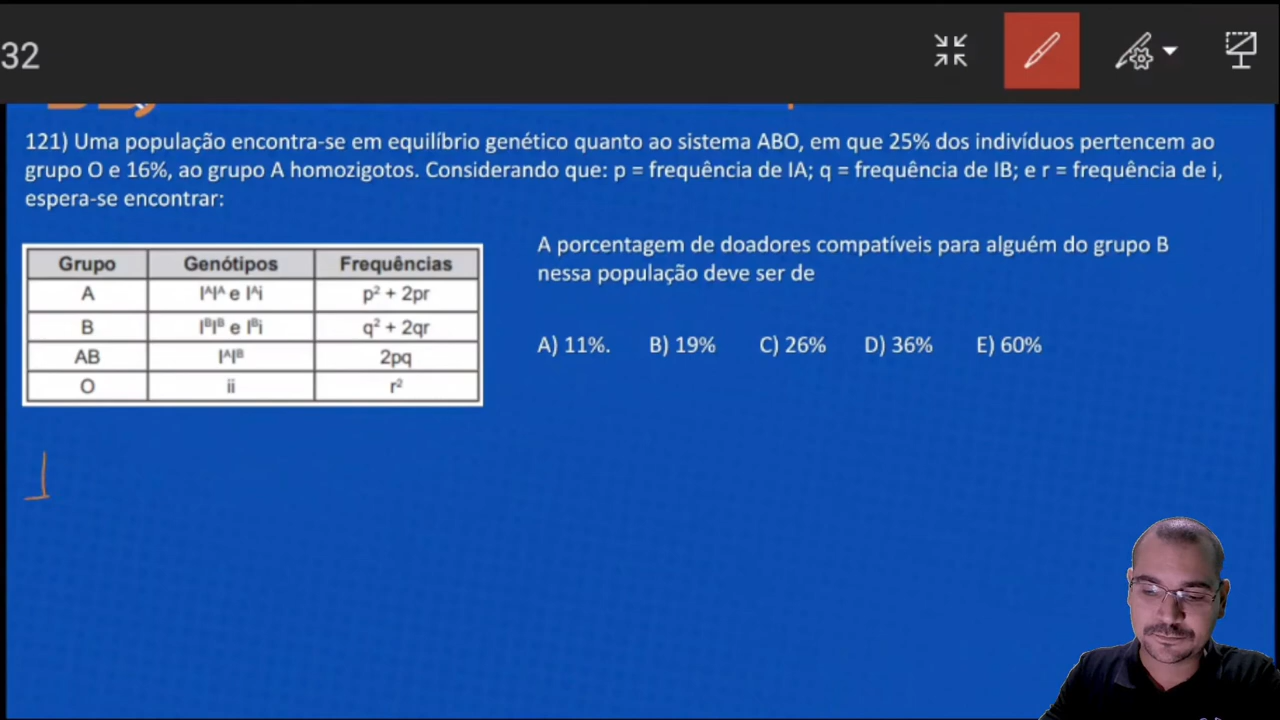 32
121) Uma população encontra-se em equilíbrio genético quanto ao sistema ABO, em que 25% dos indivíduos pertencem ao
grupo O e 16%, ao grupo A homozigotos. Considerando que: p = frequência de IA; q = frequência de IB; e r = frequência de i,
espera-se encontrar:
Grupo Genótipos Frequências
A IᴬIᴬ e Iᴬi p² + 2pr
B IᴮIᴮ e Iᴮi q² + 2qr
AB IᴬIᴮ 2pq
O ii r²
A porcentagem de doadores compatíveis para alguém do grupo B
nessa população deve ser de
A) 11%. B) 19% C) 26% D) 36% E) 60%